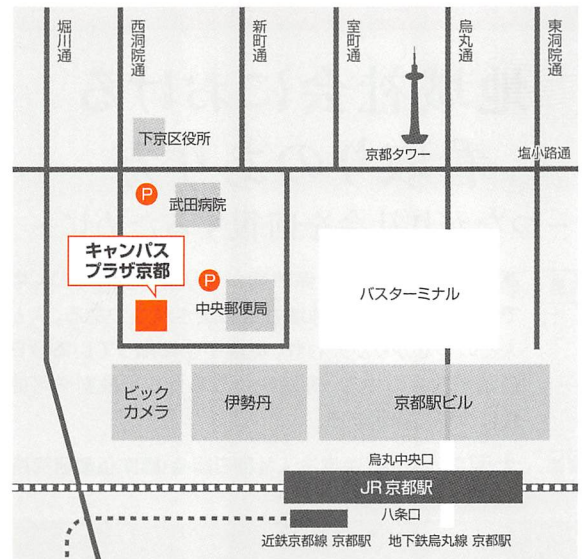 堀川通
西洞院通
新町通
室町通
烏丸通
東洞院通
下京区役所
京都タワー
塩小路通
P
武田病院
キャンパス
プラザ京都
P
中央郵便局
バスターミナル
ビック
カメラ
伊勢丹
京都駅ビル
烏丸中央口
JR京都駅
八条口
近鉄京都線 京都駅
地下鉄烏丸線 京都駅